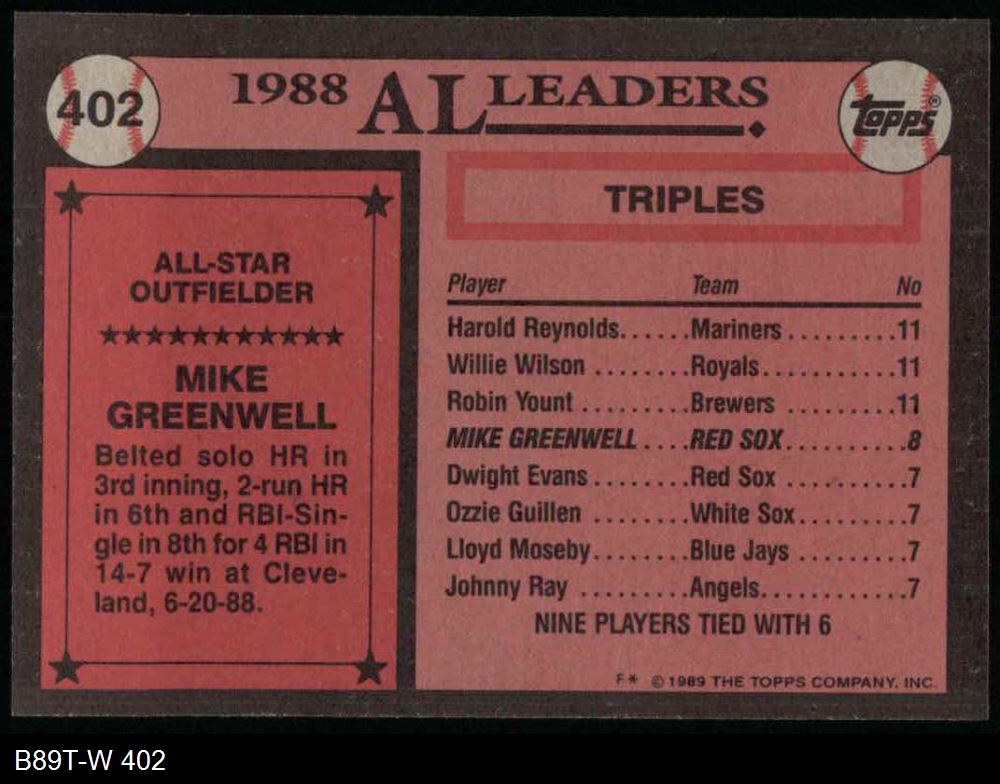 402
1988 AL LEADERS
topps®
ALL-STAR
OUTFIELDER
MIKE
GREENWELL
Belted solo HR in
3rd inning, 2-run HR
in 6th and RBI-Sin-
gle in 8th for 4 RBI in
14-7 win at Cleve-
land, 6-20-88.
TRIPLES
Player Team No
Harold Reynolds......Mariners.........11
Willie Wilson........Royals...........11
Robin Yount.........Brewers.........11
MIKE GREENWELL....RED SOX..........8
Dwight Evans........Red Sox.........7
Ozzie Guillen........White Sox........7
Lloyd Moseby........Blue Jays........7
Johnny Ray.........Angels...........7
NINE PLAYERS TIED WITH 6
F* © 1989 THE TOPPS COMPANY, INC.
B89T-W 402